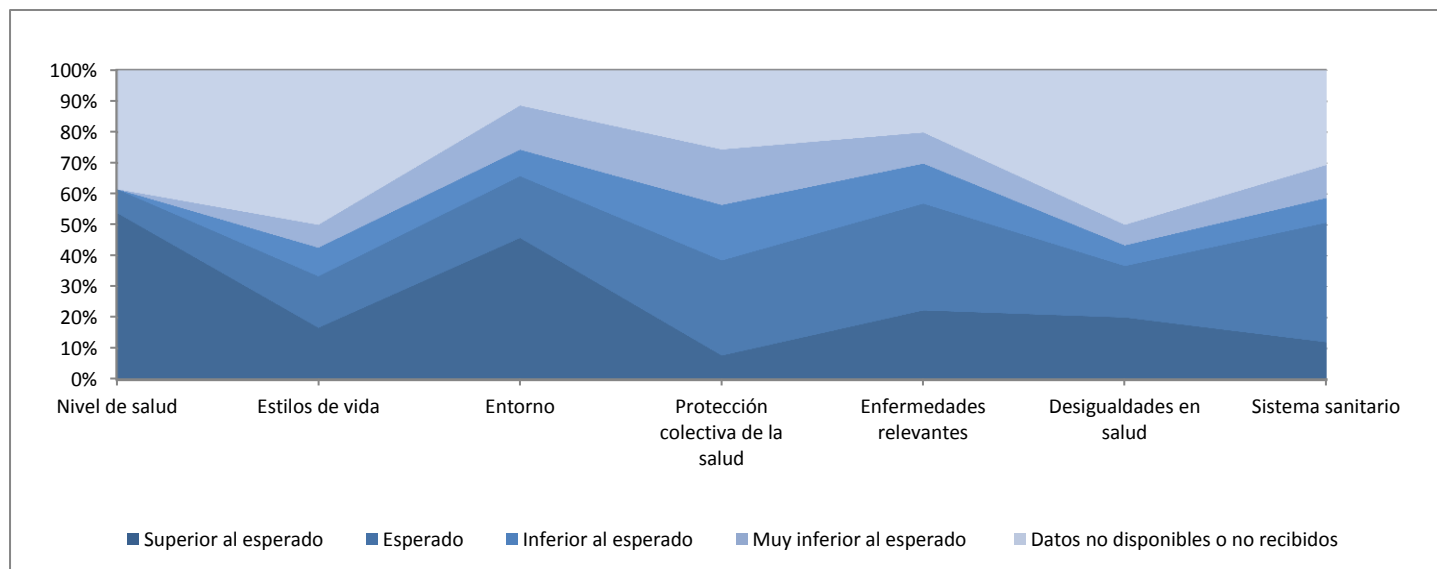 100%
90%
80%
70%
60%
50%
40%
30%
20%
10%
0%
Nivel de salud
Estilos de vida
Entorno
Protección
colectiva de la
salud
Enfermedades
relevantes
Desigualdades en
salud
Sistema sanitario
Superior al esperado
Esperado
Inferior al esperado
Muy inferior al esperado
Datos no disponibles o no recibidos